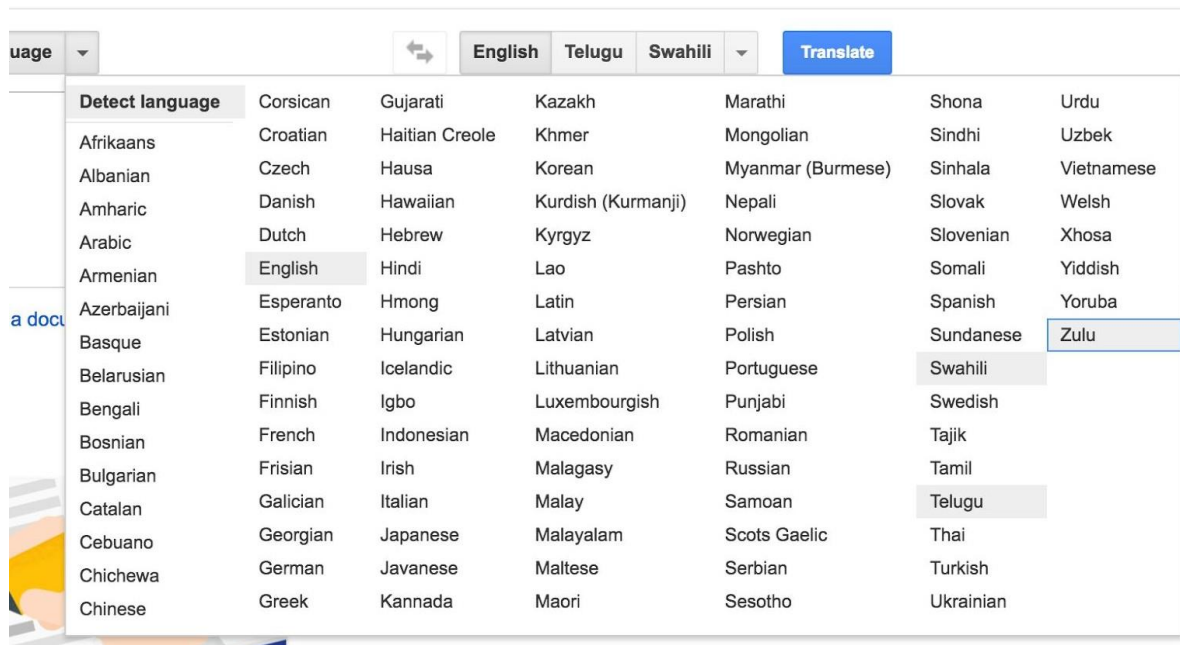 uage
English Telugu Swahili Translate
Detect language
Afrikaans
Albanian
Amharic
Arabic
Armenian
Azerbaijani
Basque
Belarusian
Bengali
Bosnian
Bulgarian
Catalan
Cebuano
Chichewa
Chinese
Corsican
Croatian
Czech
Danish
Dutch
English
Esperanto
Estonian
Filipino
Finnish
French
Frisian
Galician
Georgian
German
Greek
Gujarati
Haitian Creole
Hausa
Hawaiian
Hebrew
Hindi
Hmong
Hungarian
Icelandic
Igbo
Indonesian
Irish
Italian
Japanese
Javanese
Kannada
Kazakh
Khmer
Korean
Kurdish (Kurmanji)
Kyrgyz
Lao
Latin
Latvian
Lithuanian
Luxembourgish
Macedonian
Malagasy
Malay
Malayalam
Maltese
Maori
Marathi
Mongolian
Myanmar (Burmese)
Nepali
Norwegian
Pashto
Persian
Polish
Portuguese
Punjabi
Romanian
Russian
Samoan
Scots Gaelic
Serbian
Sesotho
Shona
Sindhi
Sinhala
Slovak
Slovenian
Somali
Spanish
Sundanese
Swahili
Swedish
Tajik
Tamil
Telugu
Thai
Turkish
Ukrainian
Urdu
Uzbek
Vietnamese
Welsh
Xhosa
Yiddish
Yoruba
Zulu
a docu